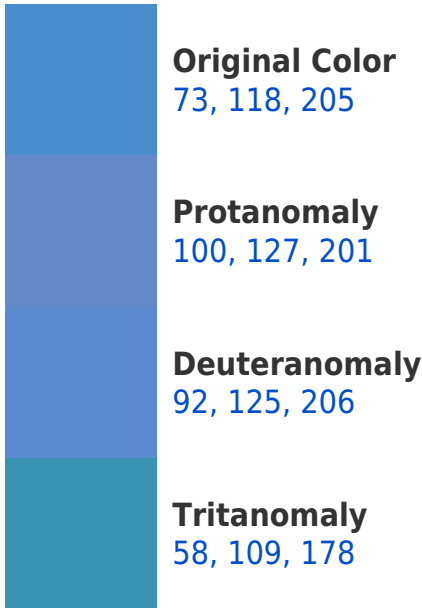 Original Color
73, 118, 205
Protanomaly
100, 127, 201
Deuteranomaly
92, 125, 206
Tritanomaly
58, 109, 178